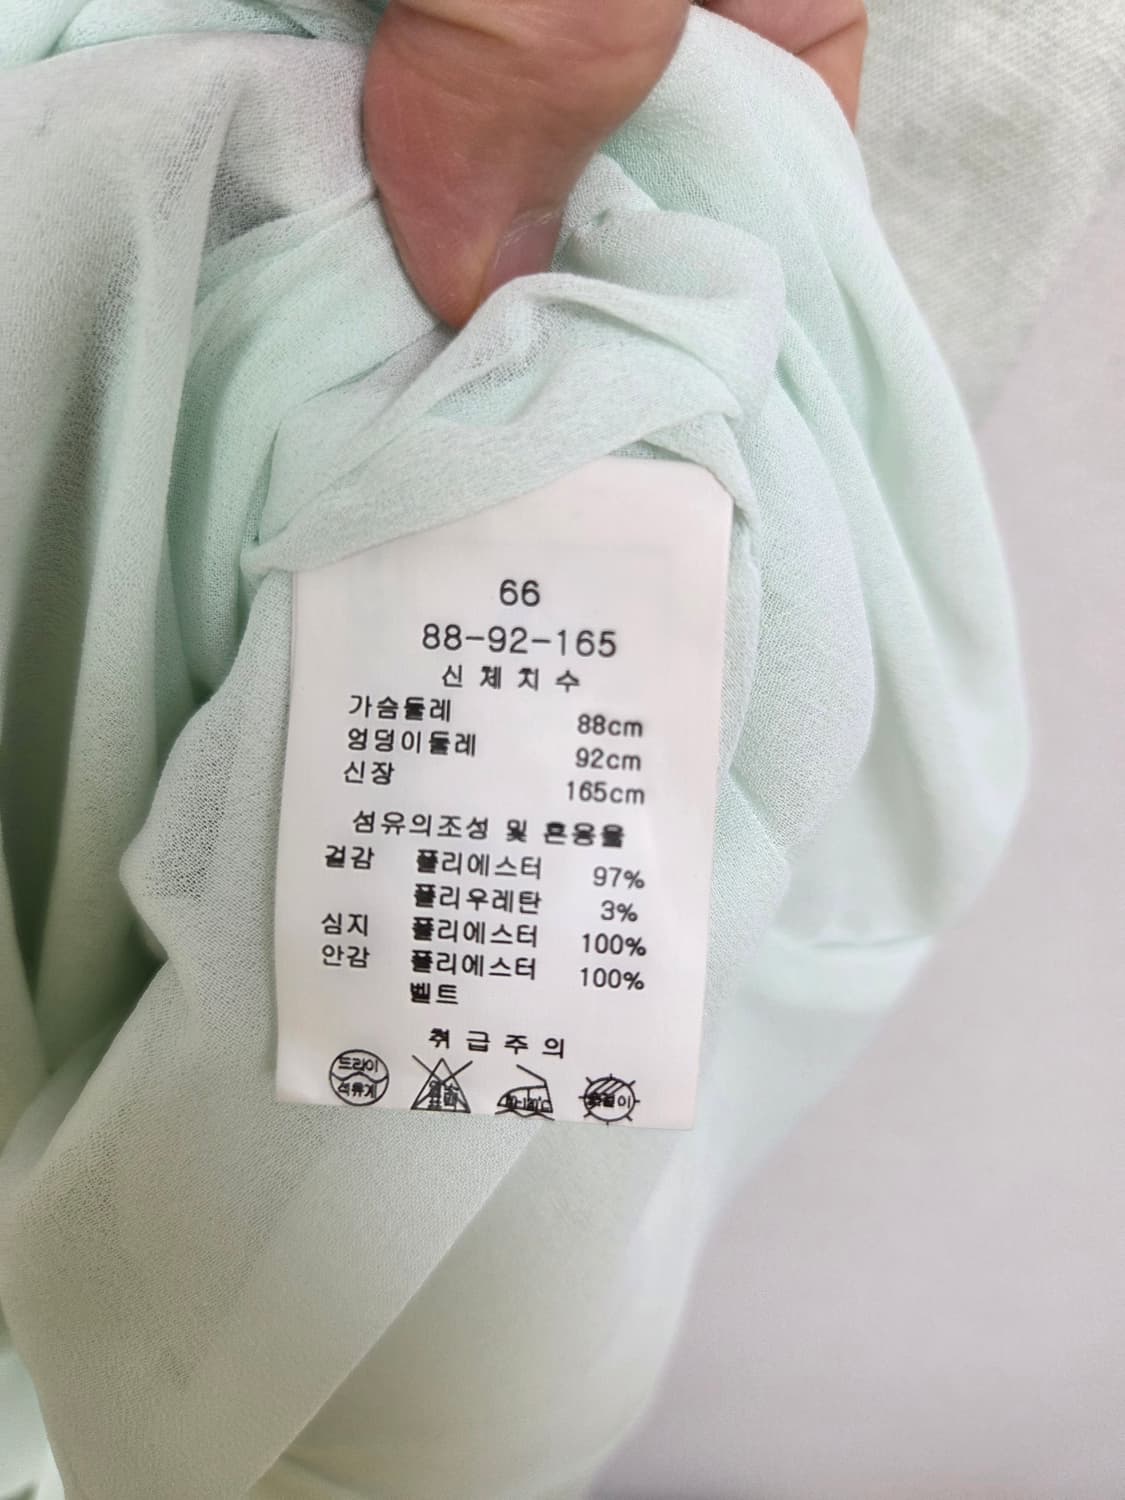 66
88-92-165
신체치수
가슴둘레 88cm
엉덩이둘레 92cm
신장 165cm
섬유의조성 및 혼용율
겉감 폴리에스터 97%
폴리우레탄 3%
심지 폴리에스터 100%
안감 폴리에스터 100%
벨트
취급주의
드라이
석유계